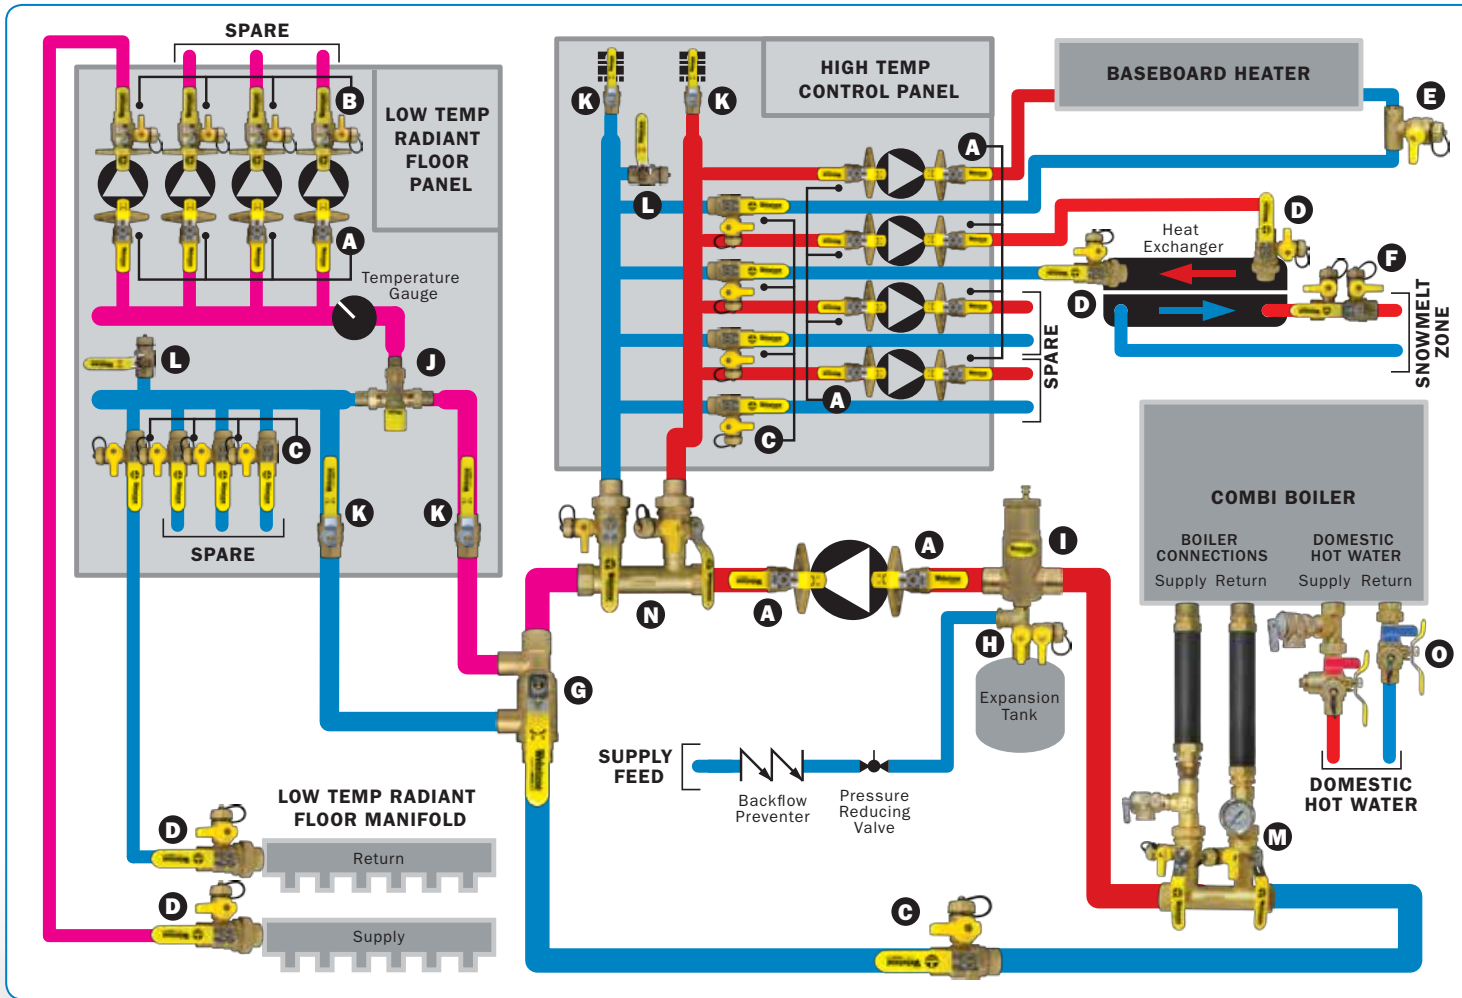 SPARE
B
LOW TEMP
RADIANT
FLOOR
PANEL
A
Temperature
Gauge
L
J
C
K
K
SPARE
HIGH TEMP
CONTROL PANEL
K
K
A
L
A
C
SPARE
BASEBOARD HEATER
E
D
Heat
Exchanger
D
F
SNOWMELT
ZONE
COMBI BOILER
BOILER
CONNECTIONS
Supply Return
DOMESTIC
HOT WATER
Supply Return
O
DOMESTIC
HOT WATER
M
I
A
A
N
H
Expansion
Tank
G
SUPPLY
FEED
Backflow
Preventer
Pressure
Reducing
Valve
LOW TEMP RADIANT
FLOOR MANIFOLD
D
Return
D
Supply
C